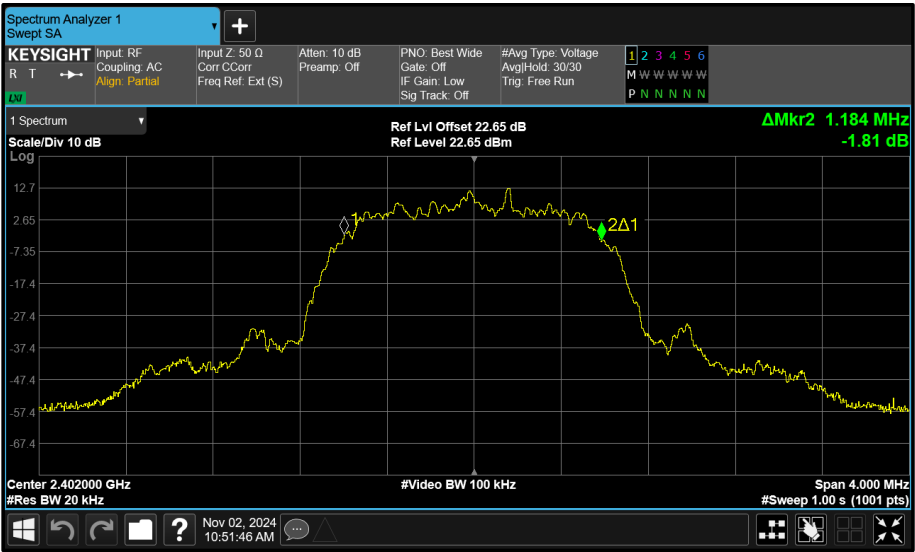 Spectrum Analyzer 1
Swept SA
+
KEYSIGHT Input: RF Input Z: 50 Ω Atten: 10 dB PNO: Best Wide #Avg Type: Voltage 1 2 3 4 5 6
R T Coupling: AC Corr CCorr Preamp: Off Gate: Off Avg|Hold: 30/30 M W W W W W
Align: Partial Freq Ref: Ext (S) IF Gain: Low Trig: Free Run
LXI Sig Track: Off P N N N N N
1 Spectrum Ref Lvl Offset 22.65 dB ΔMkr2 1.184 MHz
Scale/Div 10 dB Ref Level 22.65 dBm -1.81 dB
Log
12.7
2.65 1 2Δ1
-7.35
-17.4
-27.4
-37.4
-47.4
-57.4
-67.4
Center 2.402000 GHz #Video BW 100 kHz Span 4.000 MHz
#Res BW 20 kHz #Sweep 1.00 s (1001 pts)
? Nov 02, 2024
10:51:46 AM